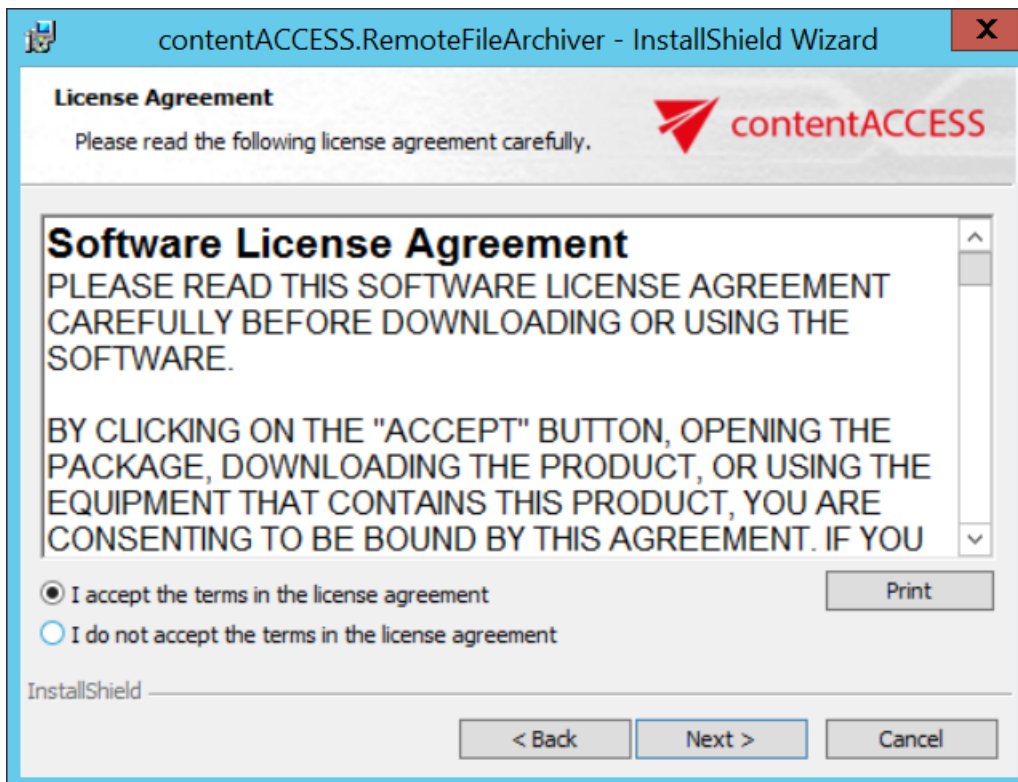 contentACCESS.RemoteFileArchiver - InstallShield Wizard
X
License Agreement
Please read the following license agreement carefully.
contentACCESS
Software License Agreement
PLEASE READ THIS SOFTWARE LICENSE AGREEMENT
CAREFULLY BEFORE DOWNLOADING OR USING THE
SOFTWARE.
BY CLICKING ON THE "ACCEPT" BUTTON, OPENING THE
PACKAGE, DOWNLOADING THE PRODUCT, OR USING THE
EQUIPMENT THAT CONTAINS THIS PRODUCT, YOU ARE
CONSENTING TO BE BOUND BY THIS AGREEMENT. IF YOU
I accept the terms in the license agreement
Print
I do not accept the terms in the license agreement
InstallShield
< Back
Next >
Cancel